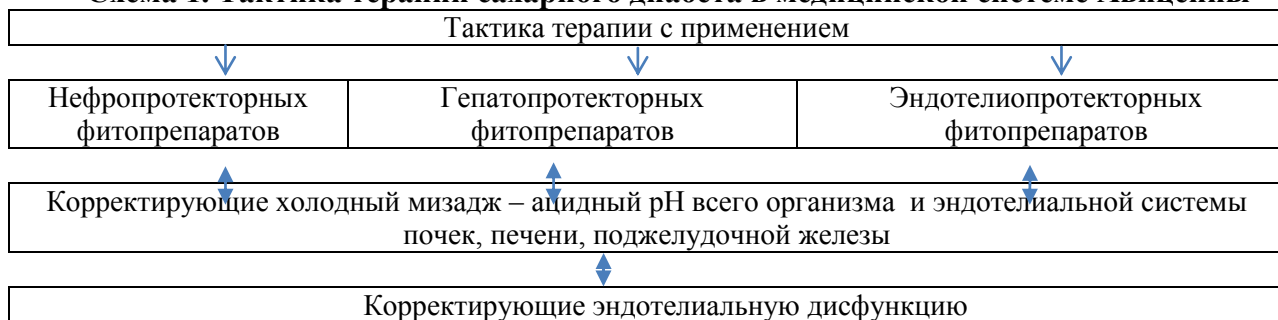 Схема 1. Тактика терапии сахарного диабета в медицинской системе Авиценны
Тактика терапии с применением
Нефропротекторных
фитопрепаратов
Гепатопротекторных
фитопрепаратов
Эндотелиопротекторных
фитопрепаратов
Корректирующие холодный мизадж – ацидный рН всего организма и эндотелиальной системы
почек, печени, поджелудочной железы
Корректирующие эндотелиальную дисфункцию